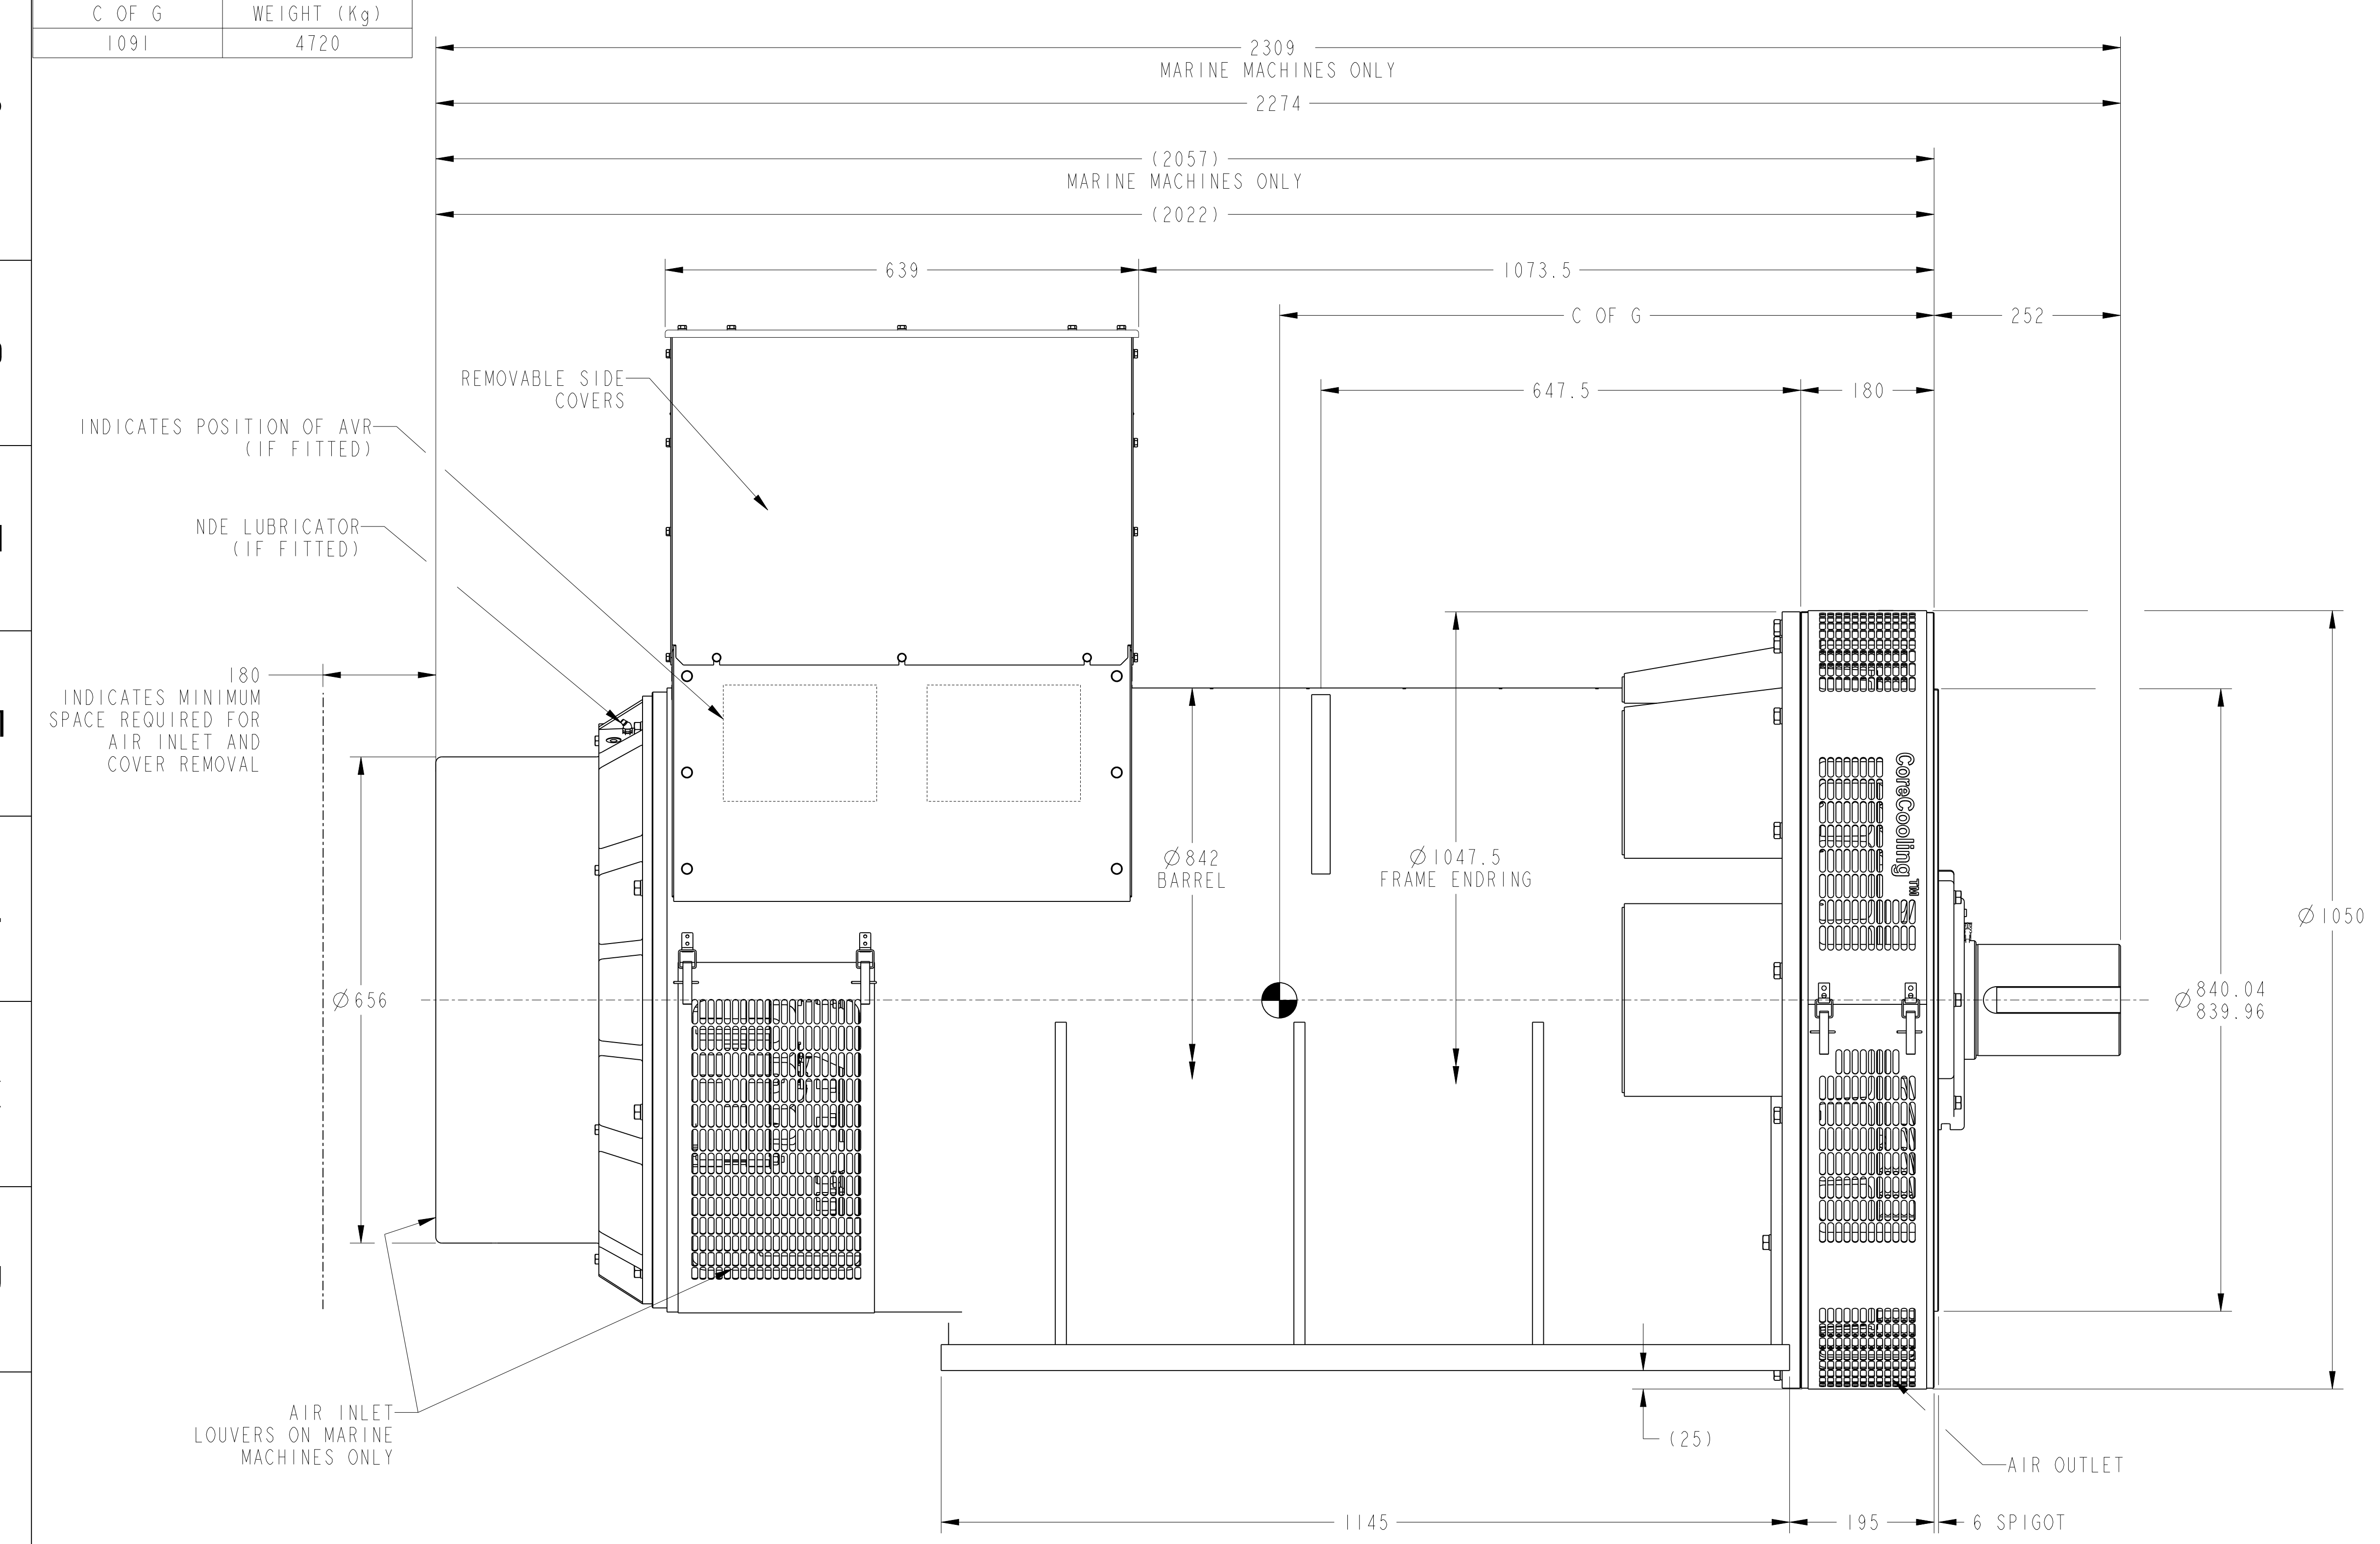 C OF G WEIGHT (Kg)
1091 4720
2309
MARINE MACHINES ONLY
2274
(2057)
MARINE MACHINES ONLY
(2022)
639
1073.5
C OF G
252
REMOVABLE SIDE
COVERS
647.5
180
INDICATES POSITION OF AVR
(IF FITTED)
NDE LUBRICATOR
(IF FITTED)
180
INDICATES MINIMUM
SPACE REQUIRED FOR
AIR INLET AND
COVER REMOVAL
CoreCooling™
Ø842
BARREL
Ø1047.5
FRAME ENDRING
Ø1050
Ø656
Ø840.04
839.96
AIR INLET
LOUVERS ON MARINE
MACHINES ONLY
(25)
AIR OUTLET
1145
195
6 SPIGOT